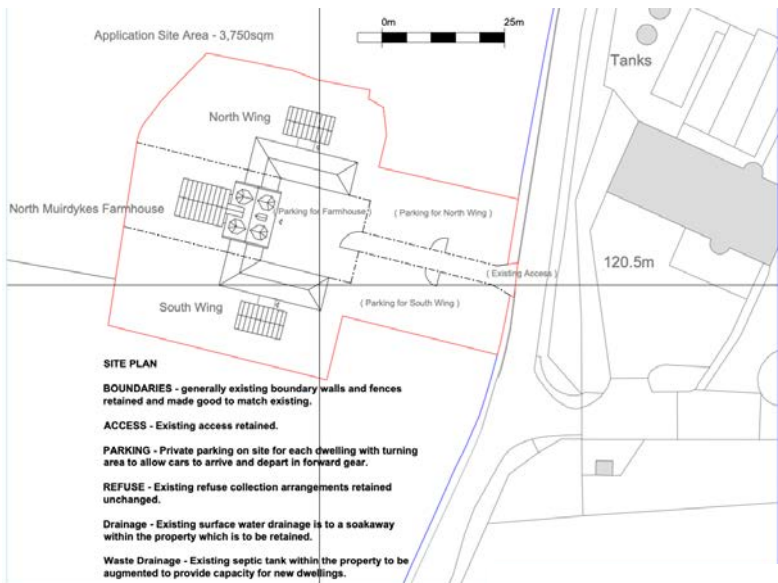 0m
25m
Application Site Area - 3,750sqm
Tanks
North Wing
North Muirdykes Farmhouse
( Parking for Farmhouse )
( Parking for North Wing )
( Existing Access )
120.5m
( Parking for South Wing )
South Wing
SITE PLAN
BOUNDARIES - generally existing boundary walls and fences
retained and made good to match existing.
ACCESS - Existing access retained.
PARKING - Private parking on site for each dwelling with turning
area to allow cars to arrive and depart in forward gear.
REFUSE - Existing refuse collection arrangements retained
unchanged.
Drainage - Existing surface water drainage is to a soakaway
within the property which is to be retained.
Waste Drainage - Existing septic tank within the property to be
augmented to provide capacity for new dwellings.